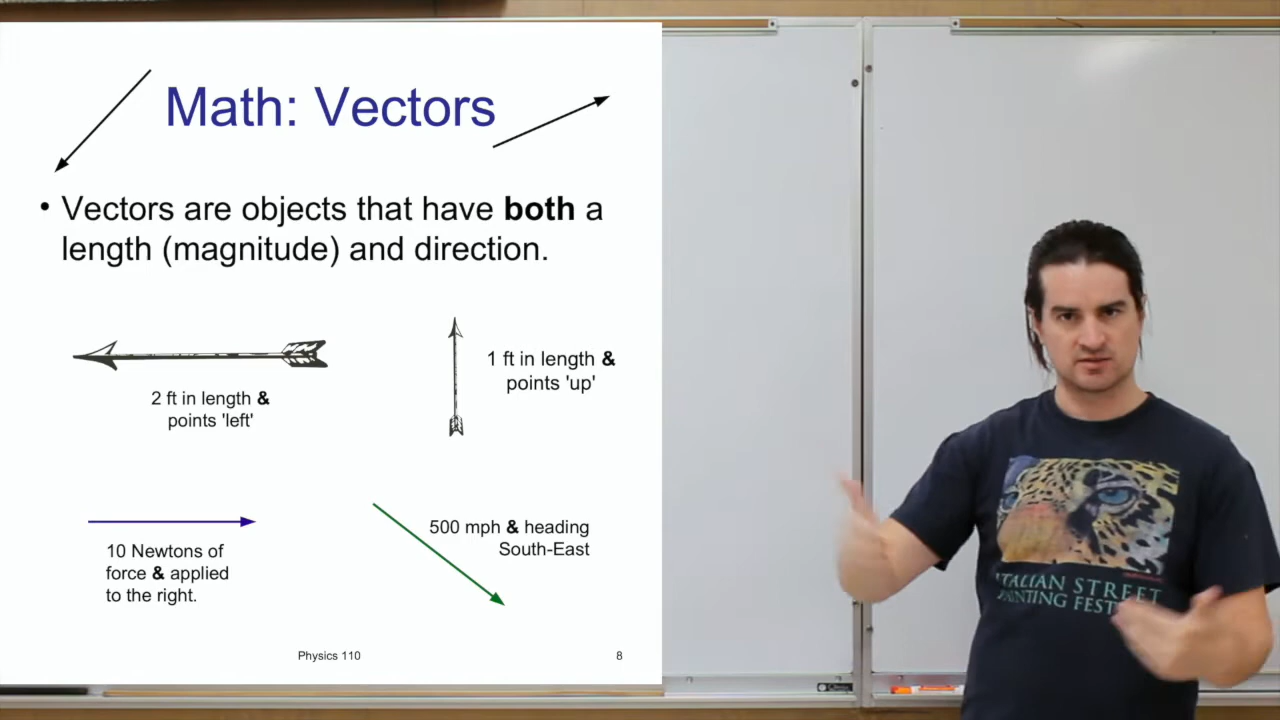 Math: Vectors
• Vectors are objects that have both a
length (magnitude) and direction.
2 ft in length &
points 'left'
1 ft in length &
points 'up'
10 Newtons of
force & applied
to the right.
500 mph & heading
South-East
Physics 110
8
ITALIAN STREET
PAINTING